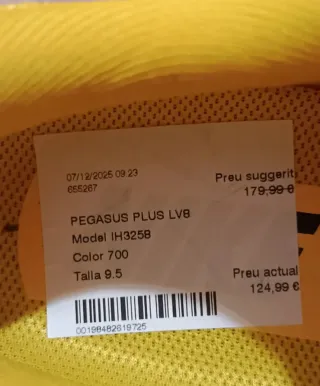 07/12/2025 09:23
655267
Preu suggerit
179,99 €
PEGASUS PLUS LV8
Model IH3258
Color 700
Talla 9.5
Preu actual
124,99 €
00198482619725